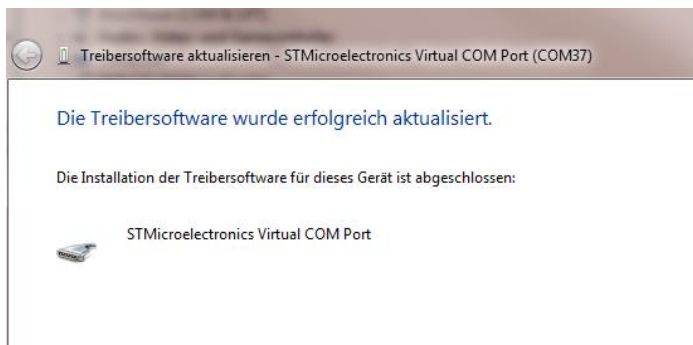 Treibersoftware aktualisieren - STMicroelectronics Virtual COM Port (COM37)
Die Treibersoftware wurde erfolgreich aktualisiert.
Die Installation der Treibersoftware für dieses Gerät ist abgeschlossen:
STMicroelectronics Virtual COM Port